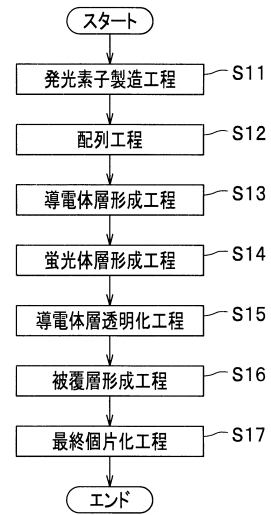 スタート
発光素子製造工程 S11
配列工程 S12
導電体層形成工程 S13
蛍光体層形成工程 S14
導電体層透明化工程 S15
被覆層形成工程 S16
最終個片化工程 S17
エンド